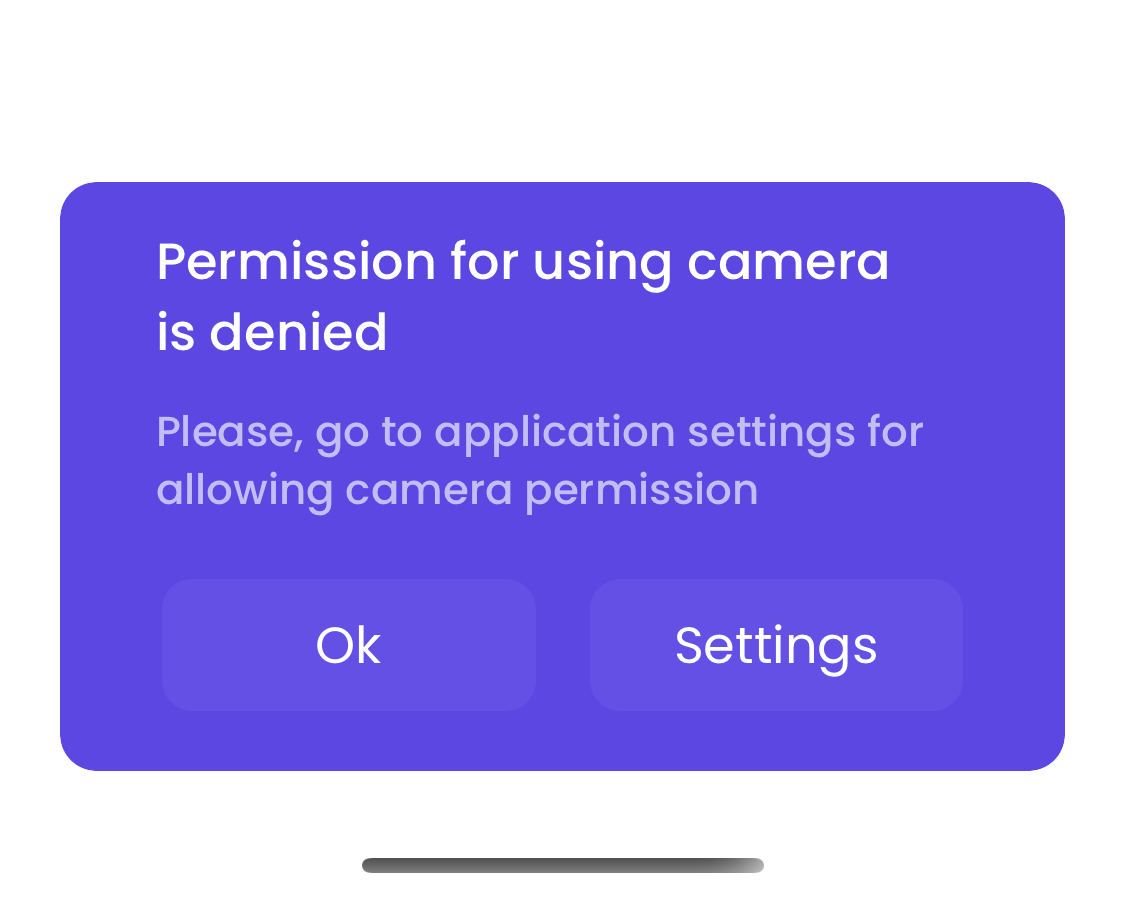 Permission for using camera
is denied
Please, go to application settings for
allowing camera permission
Ok
Settings